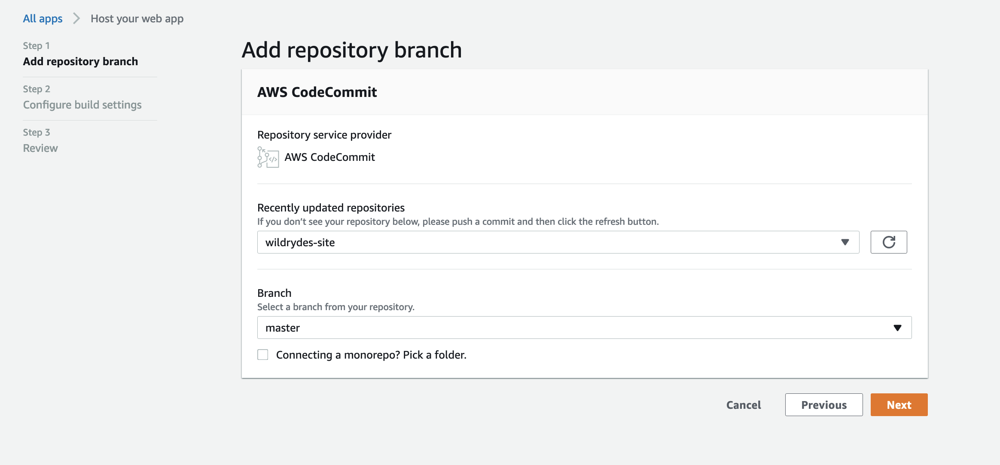 All apps > Host your web app
Step 1
Add repository branch
Step 2
Configure build settings
Step 3
Review
Add repository branch
AWS CodeCommit
Repository service provider
</> AWS CodeCommit
Recently updated repositories
If you don’t see your repository below, please push a commit and then click the refresh button.
wildrydes-site
Branch
Select a branch from your repository.
master
Connecting a monorepo? Pick a folder.
Cancel Previous Next